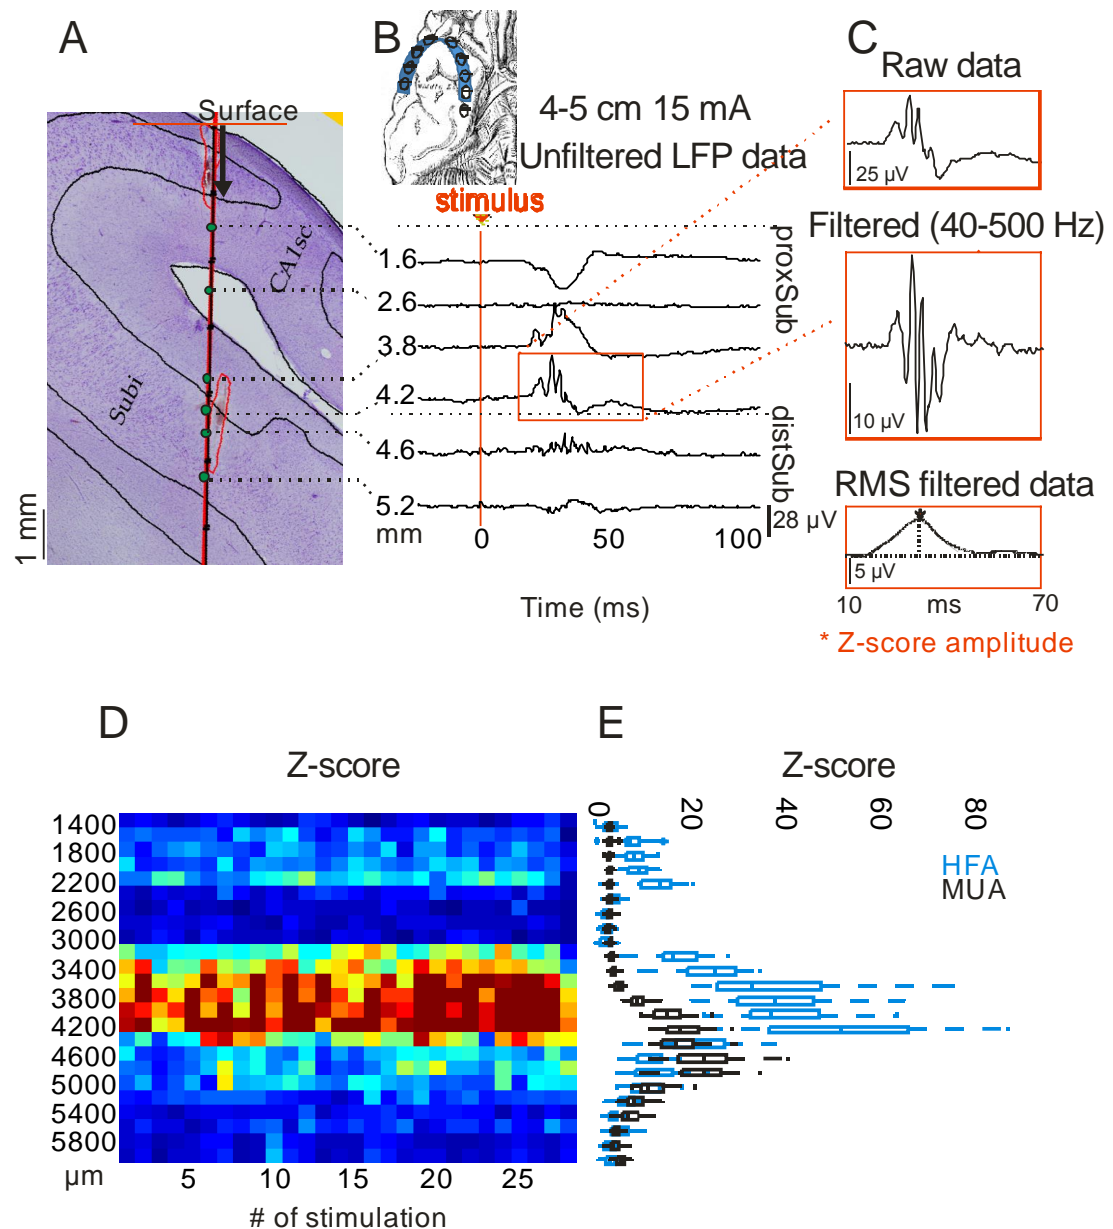 A
B
C
Surface
CA1sc
Subi
1 mm
4-5 cm 15 mA
Unfiltered LFP data
stimulus
1.6
2.6
3.8
4.2
4.6
5.2
mm
0
50
100
Time (ms)
proxSub
distSub
28 µV
Raw data
25 µV
Filtered (40-500 Hz)
10 µV
RMS filtered data
5 µV
10 ms 70
* Z-score amplitude
D
Z-score
1400
1800
2200
2600
3000
3400
3800
4200
4600
5000
5400
5800
µm
5 10 15 20 25
# of stimulation
E
Z-score
0 20 40 60 80
HFA
MUA